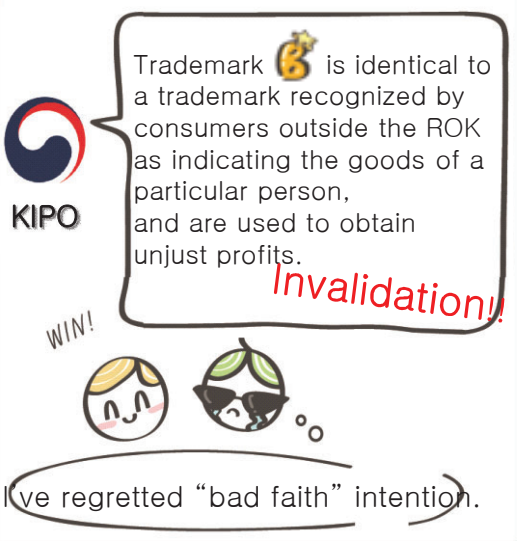 Trademark B is identical to
a trademark recognized by
consumers outside the ROK
as indicating the goods of a
particular person,
and are used to obtain
unjust profits.
Invalidation!!
KIPO
WIN!
I've regretted “bad faith” intention.